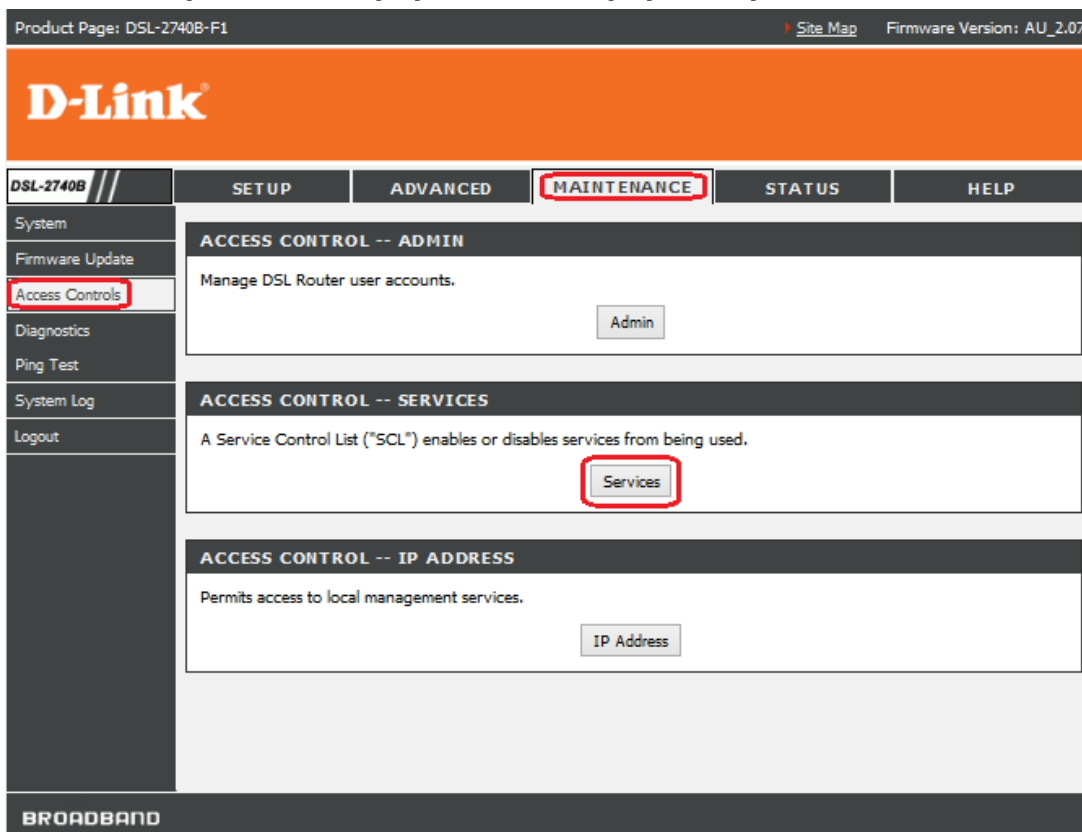 Product Page: DSL-2740B-F1 Site Map Firmware Version: AU_2.07
D-Link
DSL-2740B SETUP ADVANCED MAINTENANCE STATUS HELP
System
Firmware Update
Access Controls
Diagnostics
Ping Test
System Log
Logout
ACCESS CONTROL -- ADMIN
Manage DSL Router user accounts.
Admin
ACCESS CONTROL -- SERVICES
A Service Control List ("SCL") enables or disables services from being used.
Services
ACCESS CONTROL -- IP ADDRESS
Permits access to local management services.
IP Address
BROADBAND